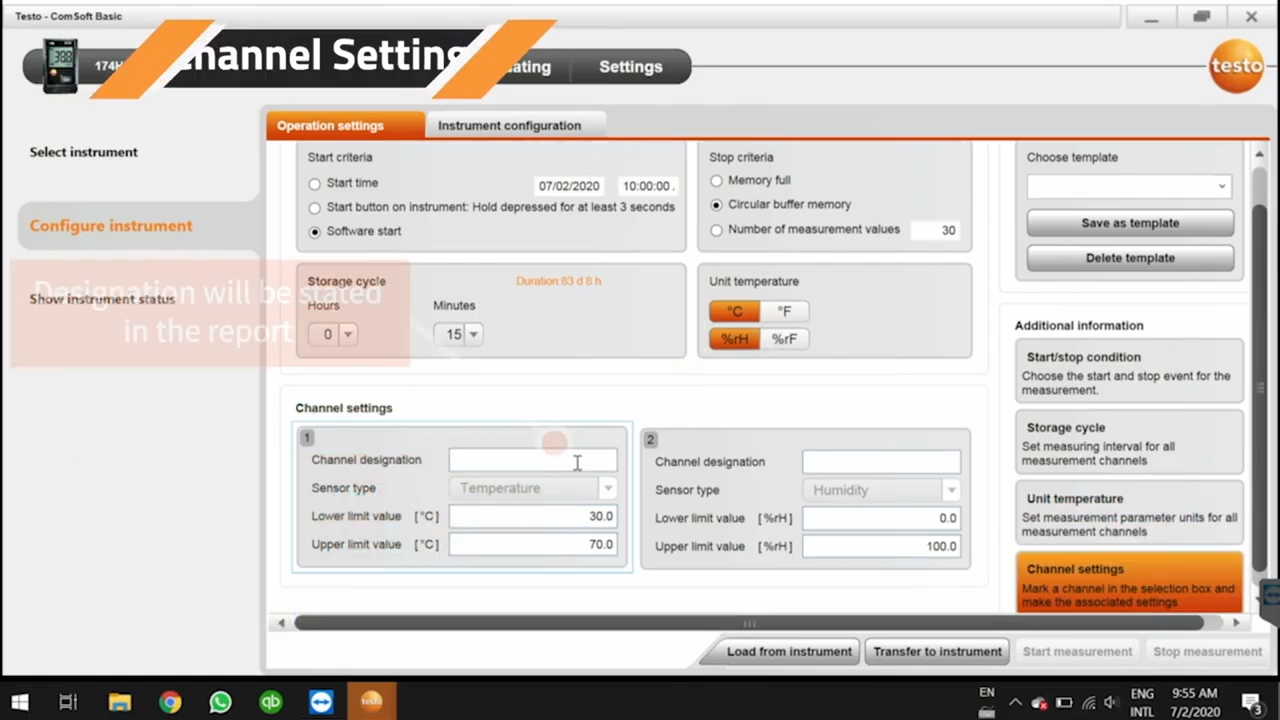 Testo - ComSoft Basic
174H
Channel Setting
ating
Settings
testo
Select instrument
Configure instrument
Show instrument status
Designation will be stated
in the report
Operation settings
Instrument configuration
Start criteria
Start time
07/02/2020
10:00:00
Start button on instrument: Hold depressed for at least 3 seconds
Software start
Stop criteria
Memory full
Circular buffer memory
Number of measurement values
30
Choose template
Save as template
Delete template
Storage cycle
Duration:83 d 8 h
Hours
Minutes
0
15
Unit temperature
°C
°F
%rH
%rF
Additional information
Start/stop condition
Choose the start and stop event for the
measurement.
Storage cycle
Set measuring interval for all
measurement channels
Unit temperature
Set measurement parameter units for all
measurement channels
Channel settings
Mark a channel in the selection box and
make the associated settings
Channel settings
1
Channel designation
Sensor type
Temperature
Lower limit value [°C]
30.0
Upper limit value [°C]
70.0
2
Channel designation
Sensor type
Humidity
Lower limit value [%rH]
0.0
Upper limit value [%rH]
100.0
Load from instrument
Transfer to instrument
Start measurement
Stop measurement
EN
ENG
INTL
9:55 AM
7/2/2020
3